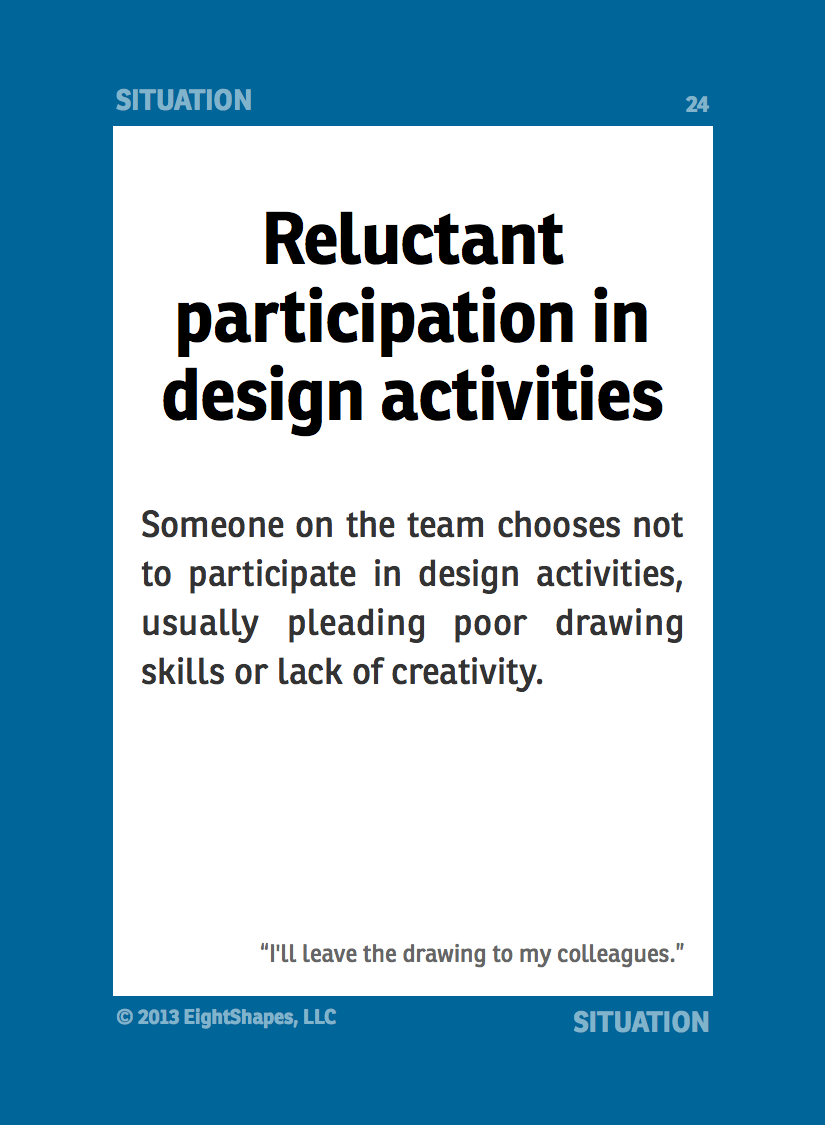 SITUATION
24
Reluctant
participation in
design activities
Someone on the team chooses not
to participate in design activities,
usually pleading poor drawing
skills or lack of creativity.
“I'll leave the drawing to my colleagues.”
© 2013 EightShapes, LLC
SITUATION